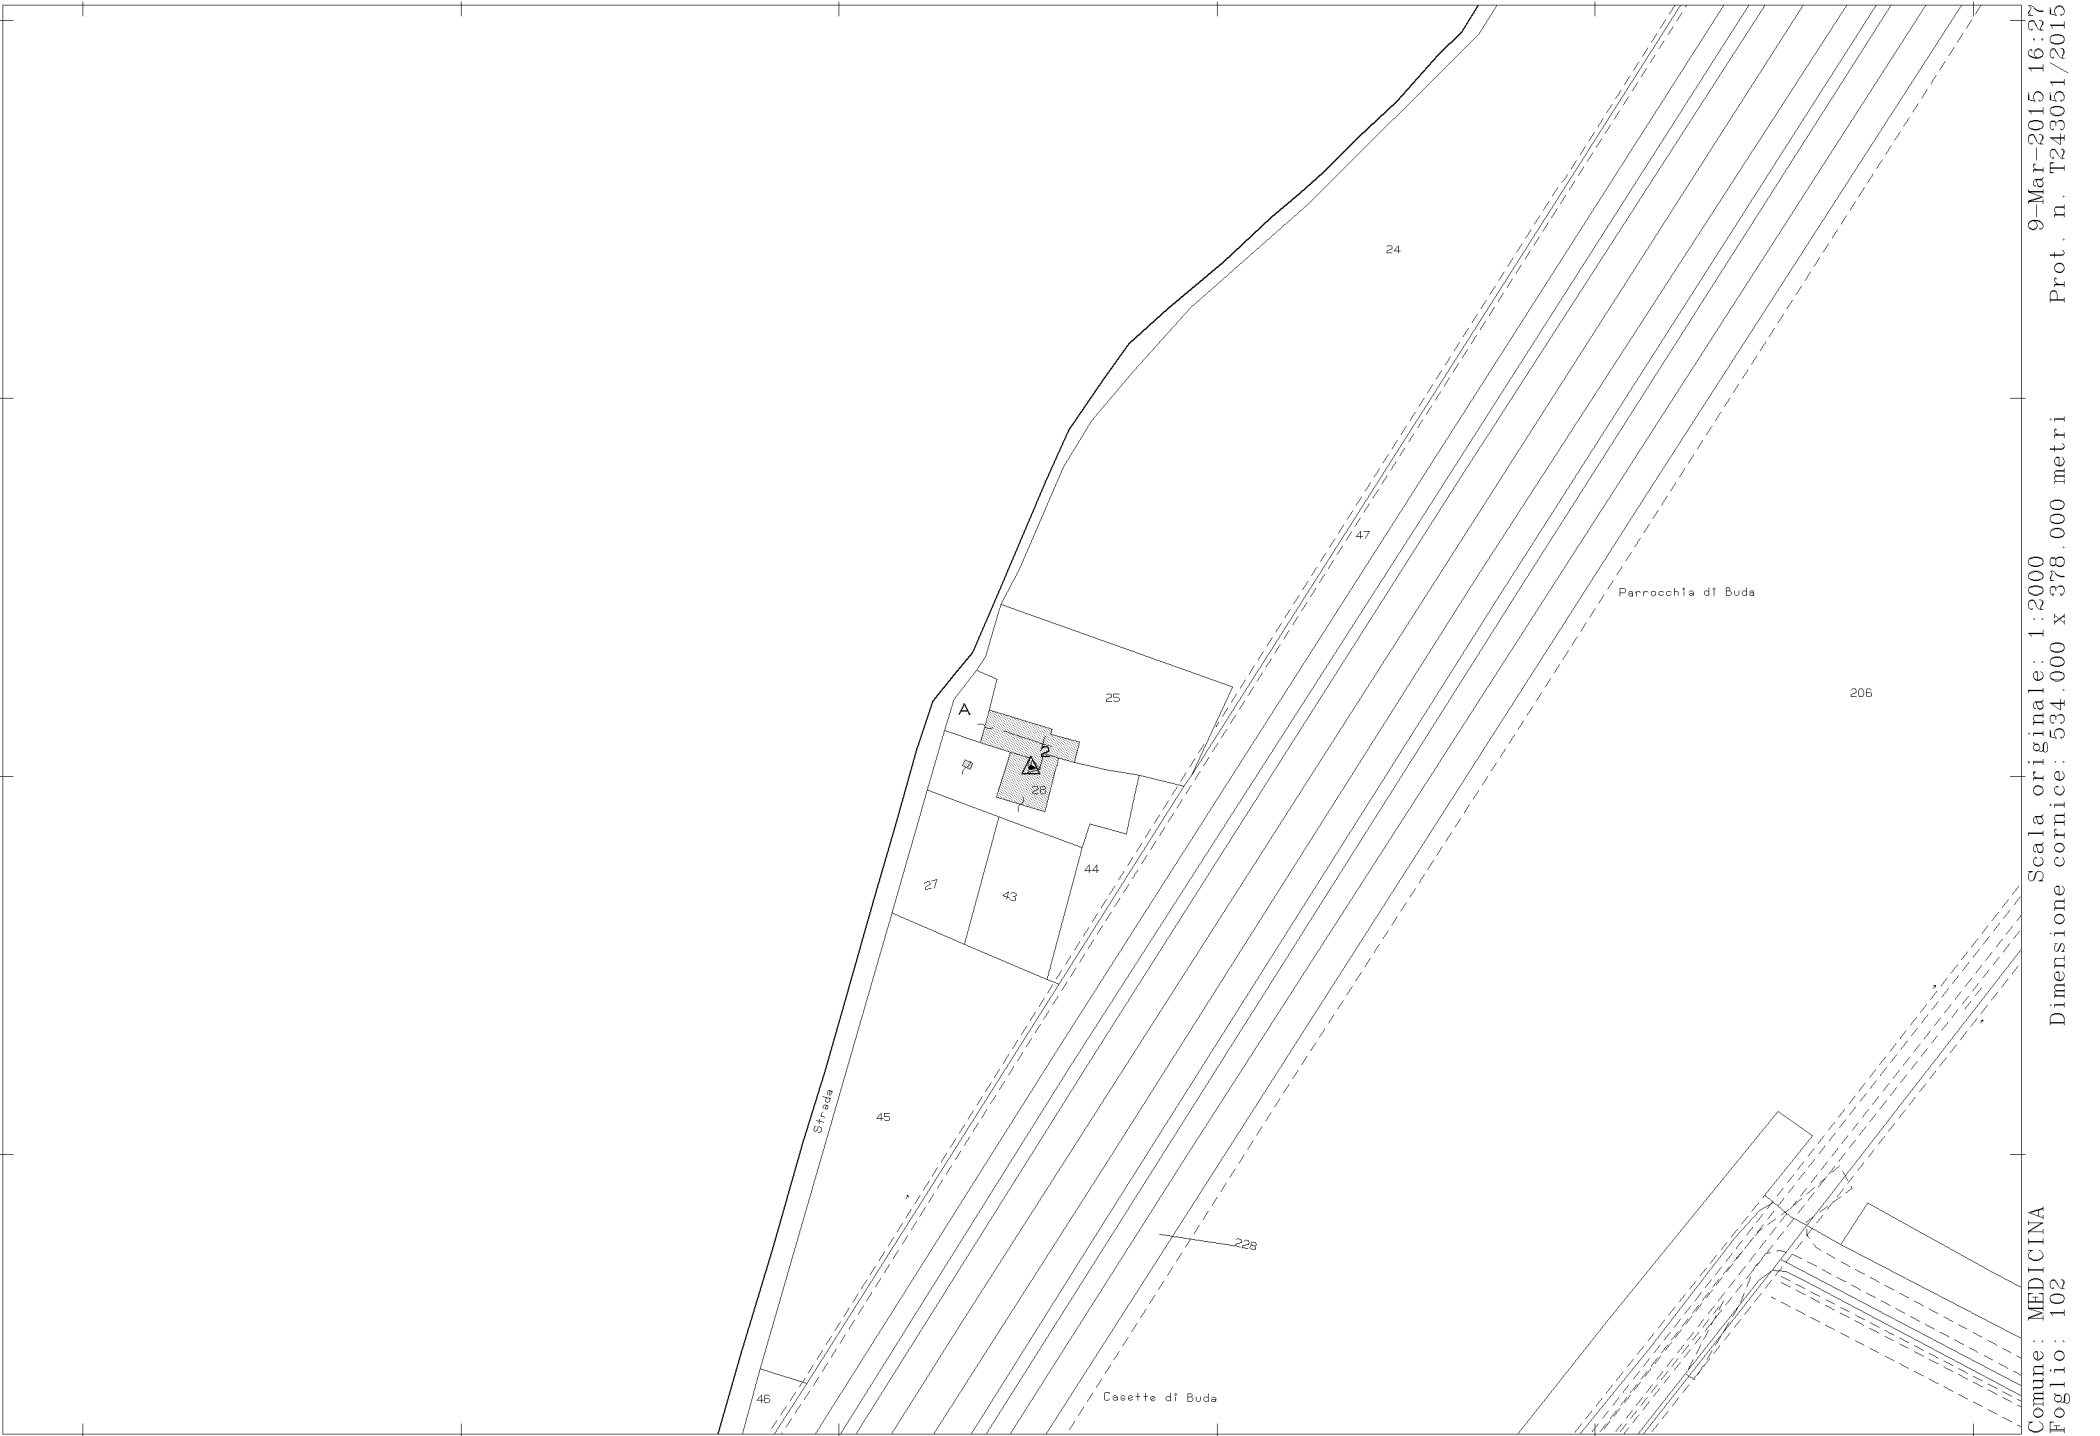 24
47
Parrocchia di Buda
206
25
A
2
28
44
27
43
Strada
45
228
46
Casette di Buda
Comune: MEDICINA
Foglio: 102
Scala originale: 1:2000
Dimensione cornice: 534.000 x 378.000 metri
9-Mar-2015 16:27
Prot. n. T243051/2015